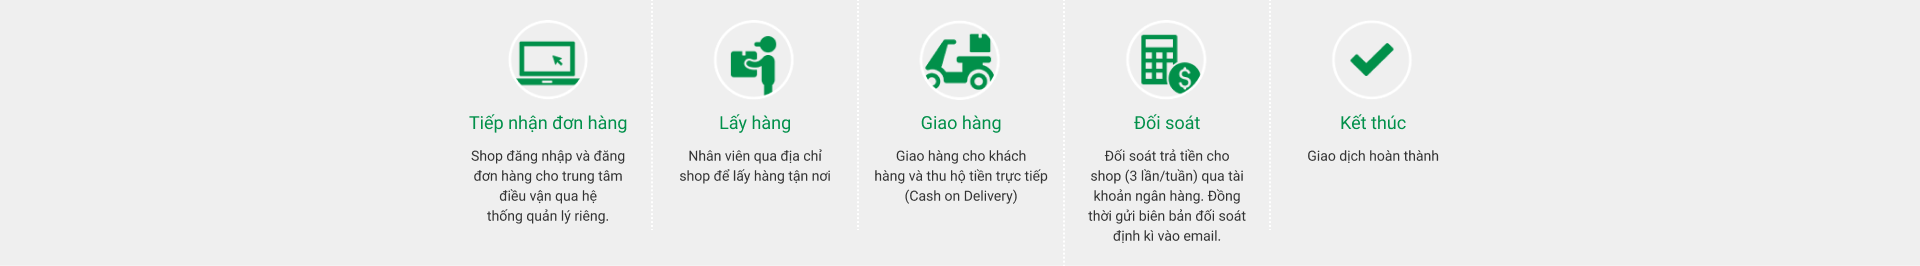 Tiếp nhận đơn hàng
Shop đăng nhập và đăng
đơn hàng cho trung tâm
điều vận qua hệ
thống quản lý riêng.
Lấy hàng
Nhân viên qua địa chỉ
shop để lấy hàng tận nơi
Giao hàng
Giao hàng cho khách
hàng và thu hộ tiền trực tiếp
(Cash on Delivery)
Đối soát
Đối soát trả tiền cho
shop (3 lần/tuần) qua tài
khoản ngân hàng. Đồng
thời gửi biên bản đối soát
định kì vào email.
Kết thúc
Giao dịch hoàn thành